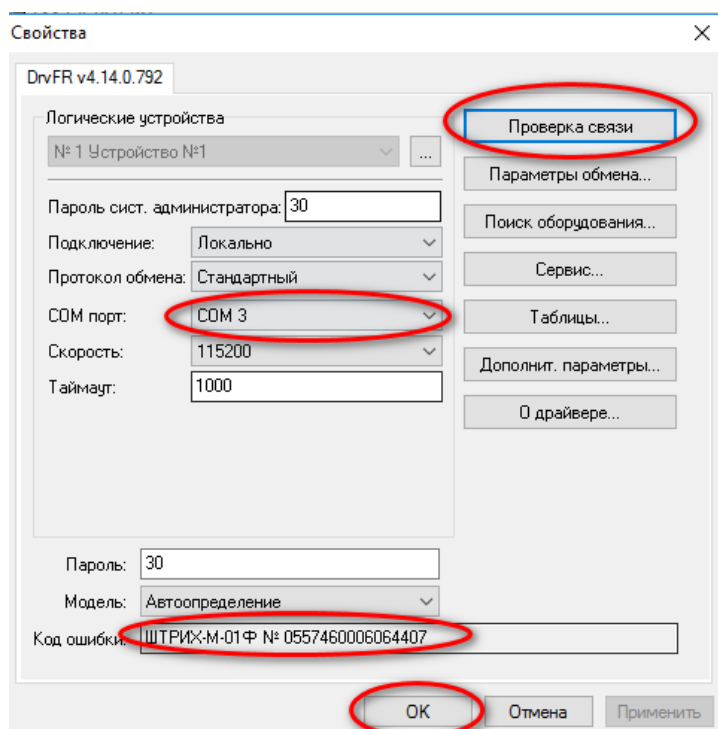 Свойства
DrvFR v4.14.0.792
Логические устройства
№ 1 Устройство №1
...
Пароль сист. администратора: 30
Подключение: Локально
Протокол обмена: Стандартный
COM порт: COM 3
Скорость: 115200
Таймаут: 1000
Проверка связи
Параметры обмена...
Поиск оборудования...
Сервис...
Таблицы...
Дополнит. параметры...
О драйвере...
Пароль: 30
Модель: Автоопределение
Код ошибки: ШТРИХ-М-01Ф № 0557460006064407
OK
Отмена
Применить